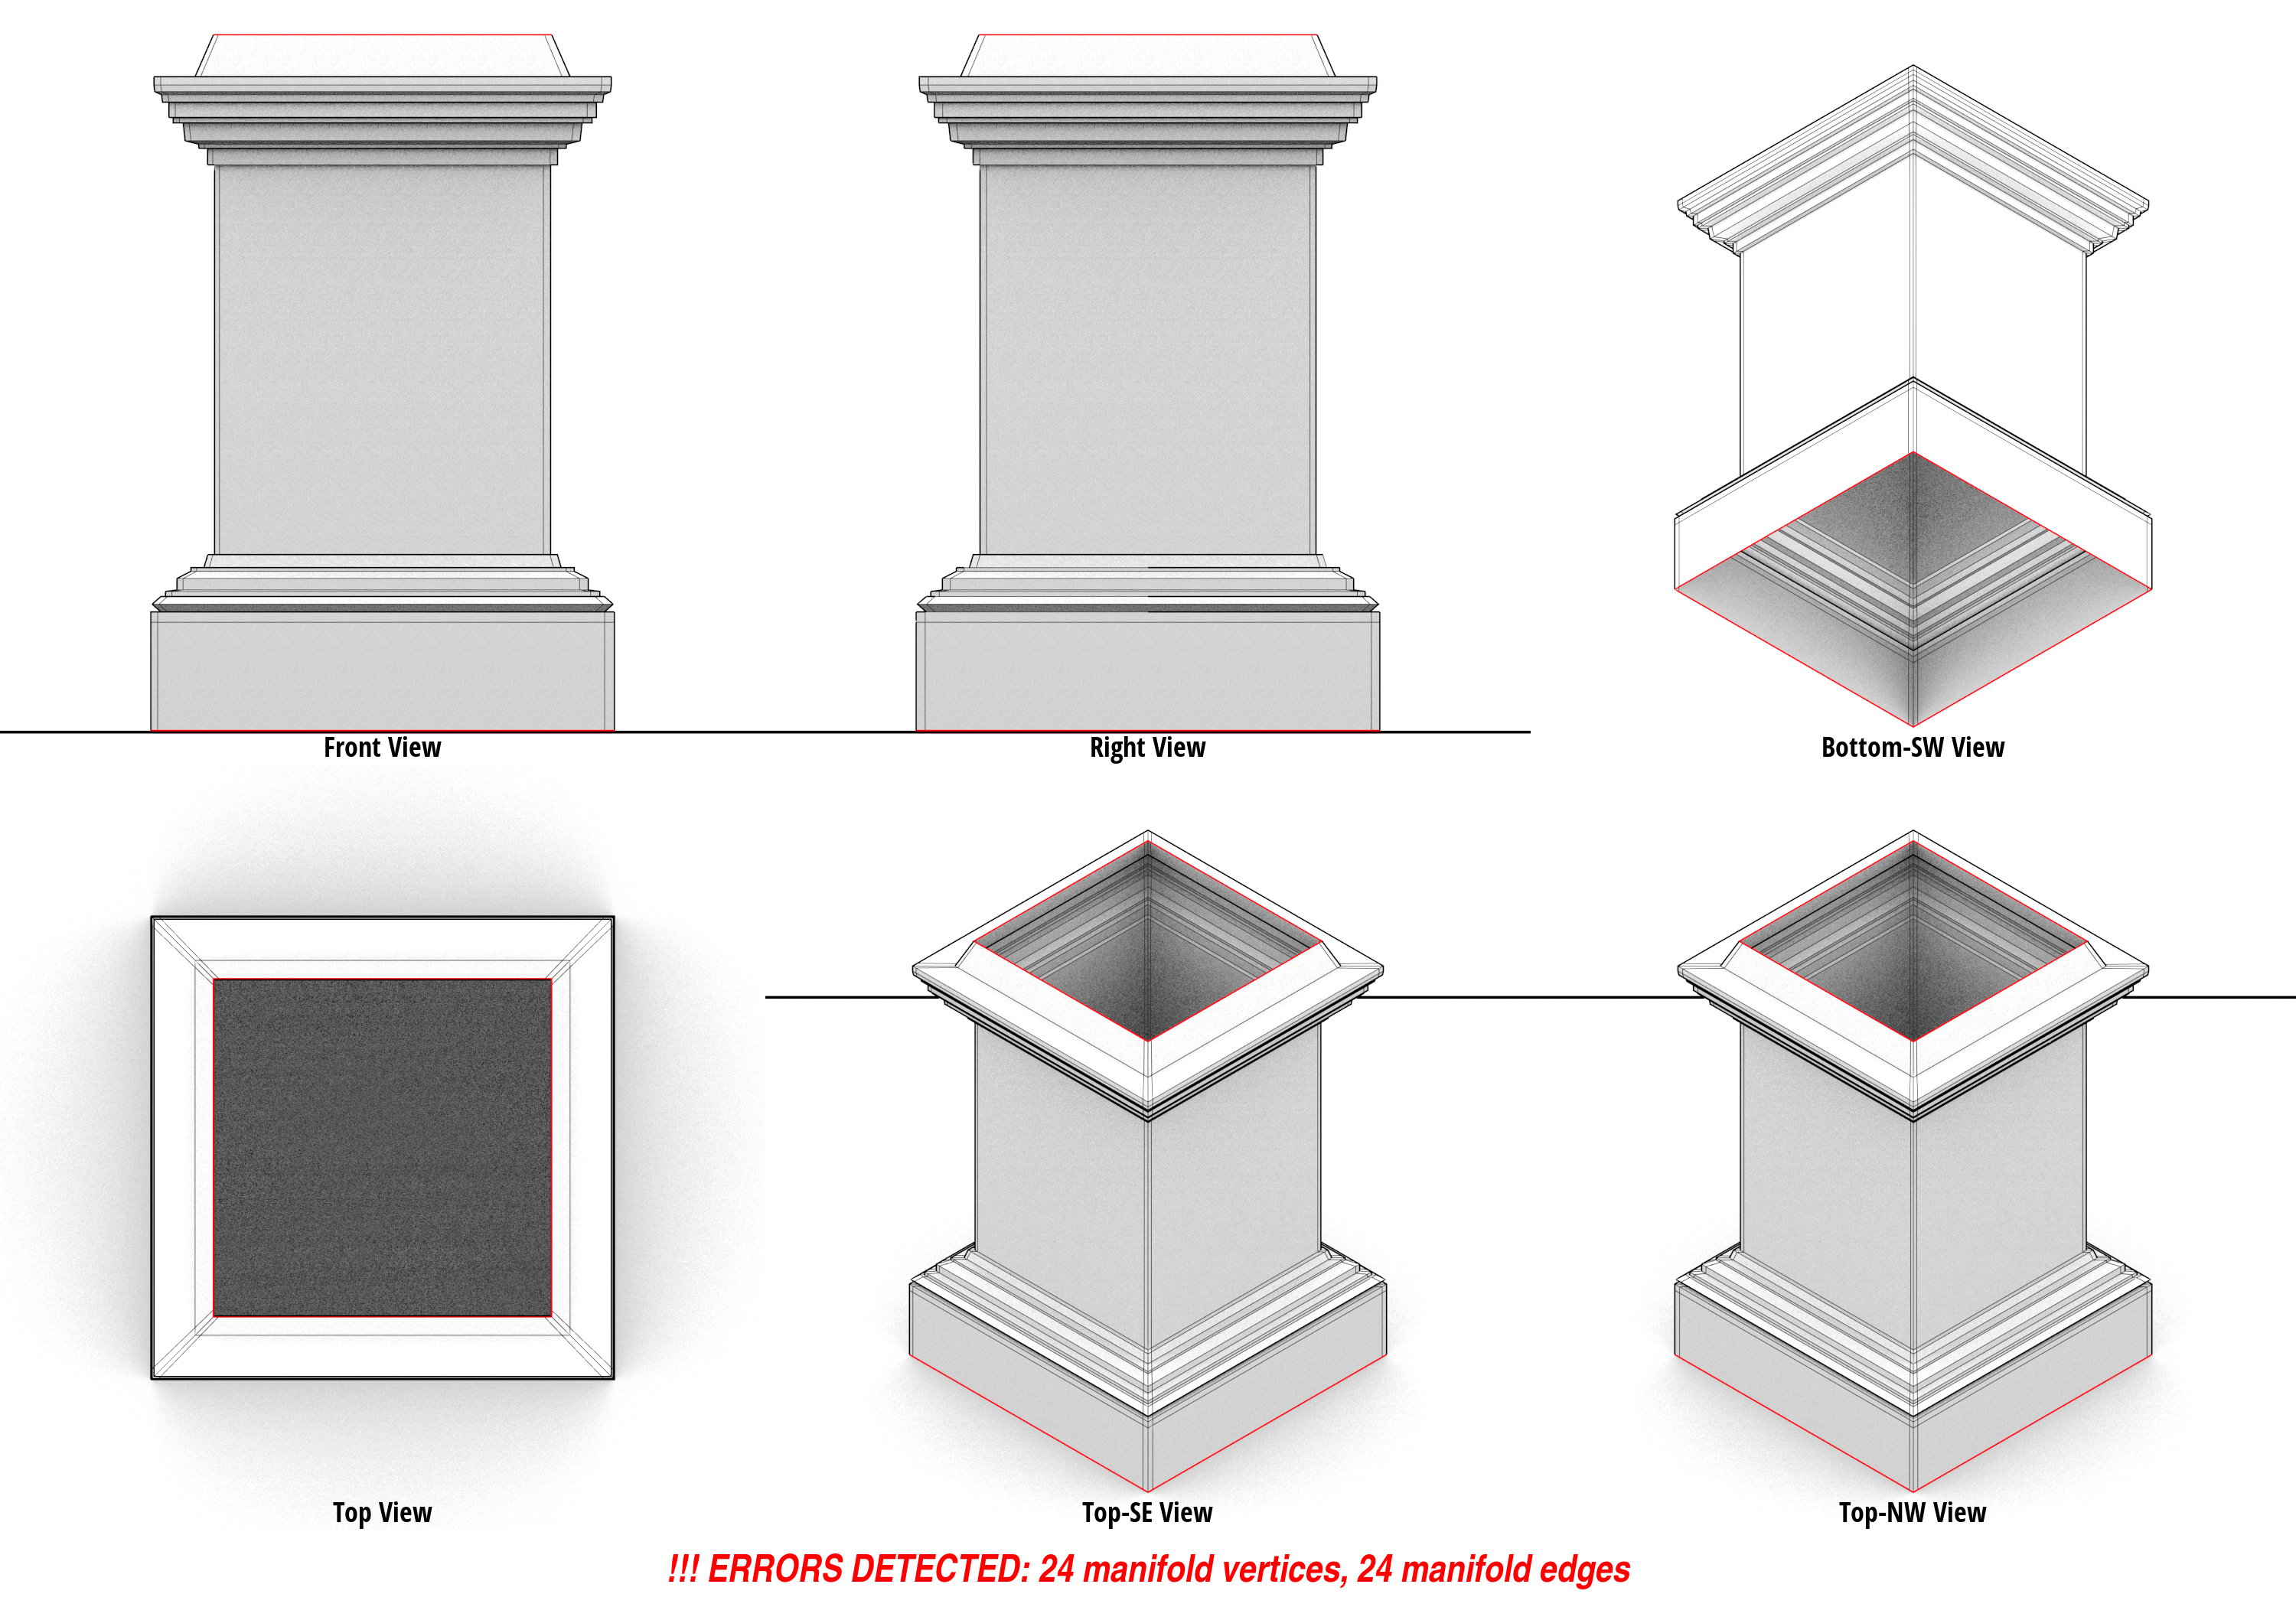 Front View
Right View
Bottom-SW View
Top View
Top-SE View
Top-NW View
!!! ERRORS DETECTED: 24 manifold vertices, 24 manifold edges